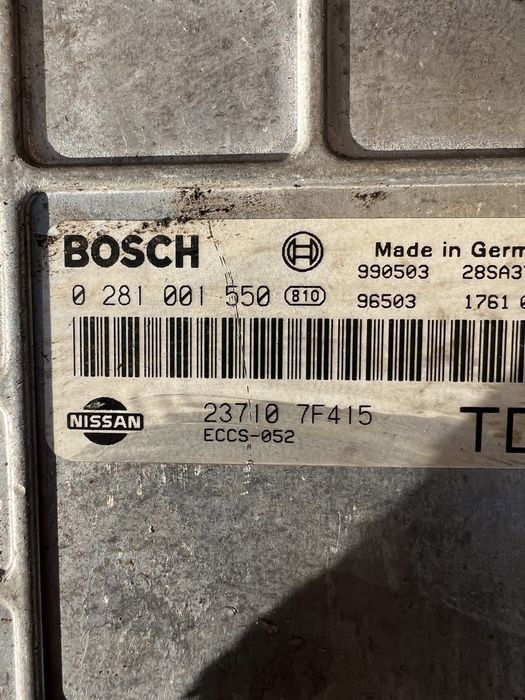 BOSCH
Made in Germ
990503 28SA3
0 281 001 550 810
96503 1761
NISSAN
23710 7F415
ECCS-052
TD